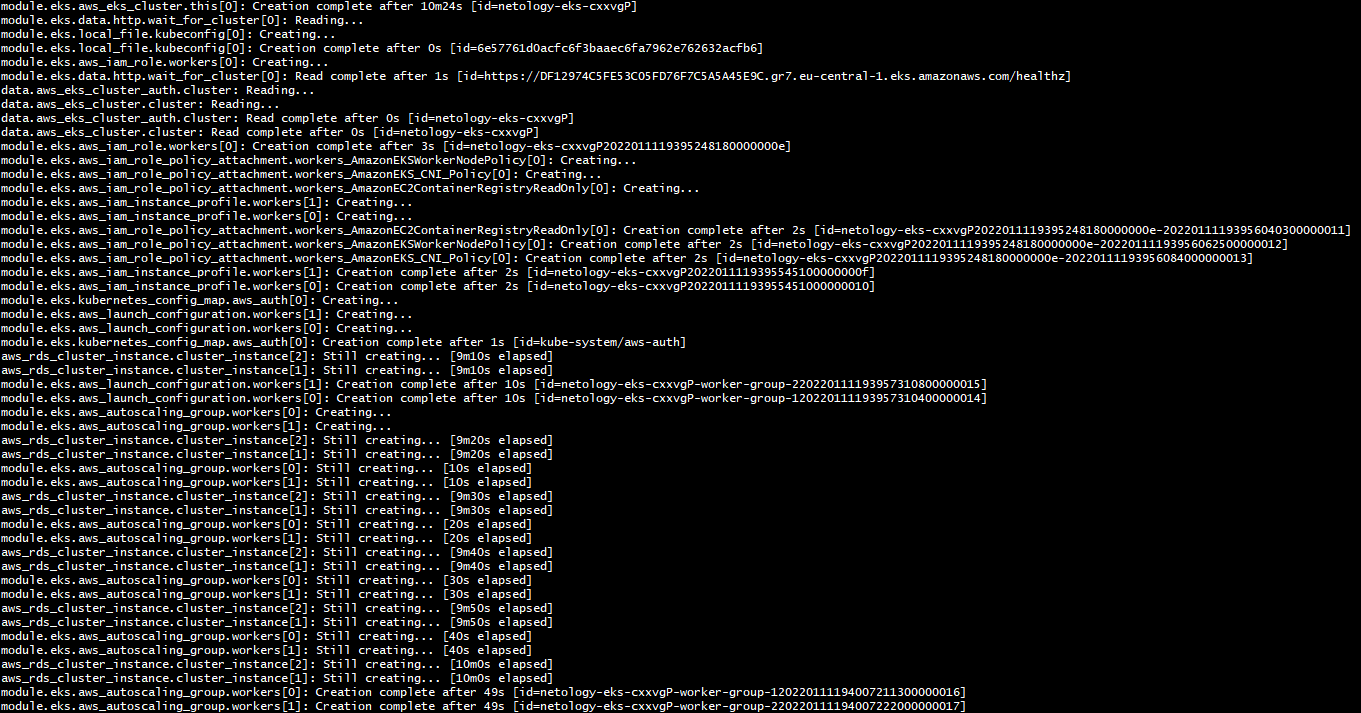 module.eks.aws_eks_cluster.this[0]: Creation complete after 10m24s [id=netology-eks-cxxvgP]
module.eks.data.http.wait_for_cluster[0]: Reading...
module.eks.local_file.kubeconfig[0]: Creating...
module.eks.local_file.kubeconfig[0]: Creation complete after 0s [id=6e57761d0acfc6f3baaec6fa7962e762632acfb6]
module.eks.aws_iam_role.workers[0]: Creating...
module.eks.data.http.wait_for_cluster[0]: Read complete after 1s [id=https://DF12974C5FE53C05FD76F7C5A5A45E9C.gr7.eu-central-1.eks.amazonaws.com/healthz]
data.aws_eks_cluster_auth.cluster: Reading...
data.aws_eks_cluster.cluster: Reading...
data.aws_eks_cluster_auth.cluster: Read complete after 0s [id=netology-eks-cxxvgP]
data.aws_eks_cluster.cluster: Read complete after 0s [id=netology-eks-cxxvgP]
module.eks.aws_iam_role.workers[0]: Creation complete after 3s [id=netology-eks-cxxvgP20220111193952481800000000e]
module.eks.aws_iam_role_policy_attachment.workers_AmazonEKSWorkerNodePolicy[0]: Creating...
module.eks.aws_iam_role_policy_attachment.workers_AmazonEKS_CNI_Policy[0]: Creating...
module.eks.aws_iam_role_policy_attachment.workers_AmazonEC2ContainerRegistryReadOnly[0]: Creating...
module.eks.aws_iam_instance_profile.workers[1]: Creating...
module.eks.aws_iam_instance_profile.workers[0]: Creating...
module.eks.aws_iam_role_policy_attachment.workers_AmazonEC2ContainerRegistryReadOnly[0]: Creation complete after 2s [id=netology-eks-cxxvgP20220111193952481800000000e-20220111193956040300000011]
module.eks.aws_iam_role_policy_attachment.workers_AmazonEKSWorkerNodePolicy[0]: Creation complete after 2s [id=netology-eks-cxxvgP20220111193952481800000000e-20220111193956062500000012]
module.eks.aws_iam_role_policy_attachment.workers_AmazonEKS_CNI_Policy[0]: Creation complete after 2s [id=netology-eks-cxxvgP20220111193952481800000000e-20220111193956084000000013]
module.eks.aws_iam_instance_profile.workers[1]: Creation complete after 2s [id=netology-eks-cxxvgP20220111193955451000000000f]
module.eks.aws_iam_instance_profile.workers[0]: Creation complete after 2s [id=netology-eks-cxxvgP20220111193955451000000010]
module.eks.kubernetes_config_map.aws_auth[0]: Creating...
module.eks.aws_launch_configuration.workers[1]: Creating...
module.eks.aws_launch_configuration.workers[0]: Creating...
module.eks.kubernetes_config_map.aws_auth[0]: Creation complete after 1s [id=kube-system/aws-auth]
aws_rds_cluster_instance.cluster_instance[2]: Still creating... [9m10s elapsed]
aws_rds_cluster_instance.cluster_instance[1]: Still creating... [9m10s elapsed]
module.eks.aws_launch_configuration.workers[1]: Creation complete after 10s [id=netology-eks-cxxvgP-worker-group-220220111193957310800000015]
module.eks.aws_launch_configuration.workers[0]: Creation complete after 10s [id=netology-eks-cxxvgP-worker-group-120220111193957310400000014]
module.eks.aws_autoscaling_group.workers[0]: Creating...
module.eks.aws_autoscaling_group.workers[1]: Creating...
aws_rds_cluster_instance.cluster_instance[2]: Still creating... [9m20s elapsed]
aws_rds_cluster_instance.cluster_instance[1]: Still creating... [9m20s elapsed]
module.eks.aws_autoscaling_group.workers[0]: Still creating... [10s elapsed]
module.eks.aws_autoscaling_group.workers[1]: Still creating... [10s elapsed]
aws_rds_cluster_instance.cluster_instance[2]: Still creating... [9m30s elapsed]
aws_rds_cluster_instance.cluster_instance[1]: Still creating... [9m30s elapsed]
module.eks.aws_autoscaling_group.workers[0]: Still creating... [20s elapsed]
module.eks.aws_autoscaling_group.workers[1]: Still creating... [20s elapsed]
aws_rds_cluster_instance.cluster_instance[2]: Still creating... [9m40s elapsed]
aws_rds_cluster_instance.cluster_instance[1]: Still creating... [9m40s elapsed]
module.eks.aws_autoscaling_group.workers[0]: Still creating... [30s elapsed]
module.eks.aws_autoscaling_group.workers[1]: Still creating... [30s elapsed]
aws_rds_cluster_instance.cluster_instance[2]: Still creating... [9m50s elapsed]
aws_rds_cluster_instance.cluster_instance[1]: Still creating... [9m50s elapsed]
module.eks.aws_autoscaling_group.workers[0]: Still creating... [40s elapsed]
module.eks.aws_autoscaling_group.workers[1]: Still creating... [40s elapsed]
aws_rds_cluster_instance.cluster_instance[2]: Still creating... [10m0s elapsed]
aws_rds_cluster_instance.cluster_instance[1]: Still creating... [10m0s elapsed]
module.eks.aws_autoscaling_group.workers[0]: Creation complete after 49s [id=netology-eks-cxxvgP-worker-group-120220111194007211300000016]
module.eks.aws_autoscaling_group.workers[1]: Creation complete after 49s [id=netology-eks-cxxvgP-worker-group-220220111194007222000000017]